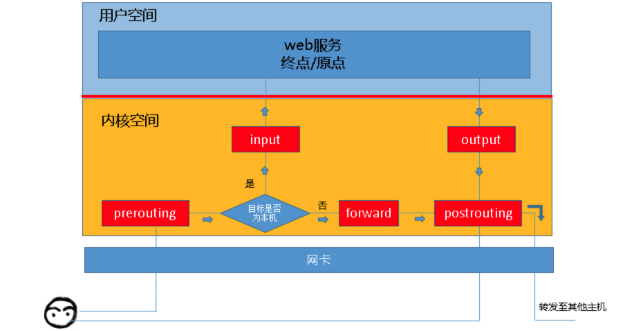 用户空间
web服务
终点/原点
内核空间
input
output
是
prerouting
目标是否
为本机
否
forward
postrouting
网卡
转发至其他主机